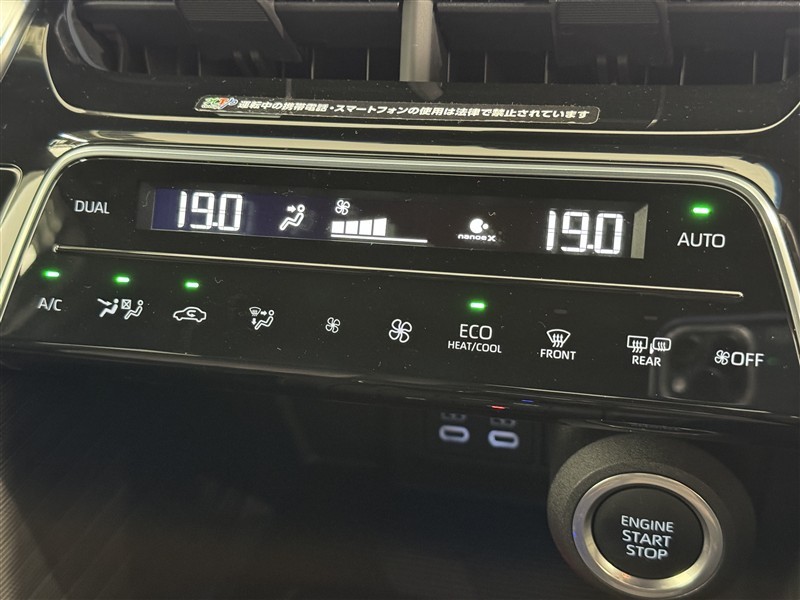 運転中の携帯電話・スマートフォンの使用は法律で禁止されています
DUAL
19.0
nanoe X
19.0
AUTO
A/C
ECO
HEAT/COOL
FRONT
REAR
OFF
ENGINE
START
STOP